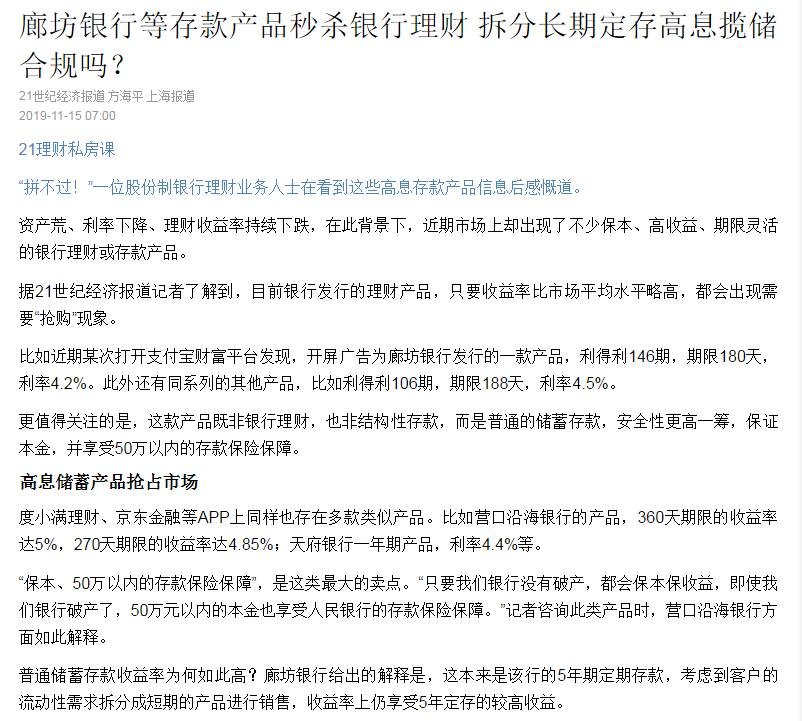 廊坊银行等存款产品秒杀银行理财 拆分长期定存高息揽储
合规吗？
21世纪经济报道 方海平 上海报道
2019-11-15 07:00
21理财私房课
“拼不过！”一位股份制银行理财业务人士在看到这些高息存款产品信息后感慨道。
资产荒、利率下降、理财收益率持续下跌，在此背景下，近期市场上却出现了不少保本、高收益、期限灵活
的银行理财或存款产品。
据21世纪经济报道记者了解到，目前银行发行的理财产品，只要收益率比市场平均水平略高，都会出现需
要“抢购”现象。
比如近期某次打开支付宝财富平台发现，开屏广告为廊坊银行发行的一款产品，利得利146期，期限180天，
利率4.2%。此外还有同系列的其他产品，比如利得利106期，期限188天，利率4.5%。
更值得关注的是，这款产品既非银行理财，也非结构性存款，而是普通的储蓄存款，安全性更高一筹，保证
本金，并享受50万以内的存款保险保障。
高息储蓄产品抢占市场
度小满理财、京东金融等APP上同样也存在多款类似产品。比如营口沿海银行的产品，360天期限的收益率
达5%，270天期限的收益率达4.85%；天府银行一年期产品，利率4.4%等。
“保本、50万以内的存款保险保障”，是这类最大的卖点。“只要我们银行没有破产，都会保本保收益，即使我
们银行破产了，50万元以内的本金也享受人民银行的存款保险保障。”记者咨询此类产品时，营口沿海银行方
面如此解释。
普通储蓄存款收益率为何如此高？廊坊银行给出的解释是，这本来是该行的5年期定期存款，考虑到客户的
流动性需求拆分成短期的产品进行销售，收益率上仍享受5年定存的较高收益。